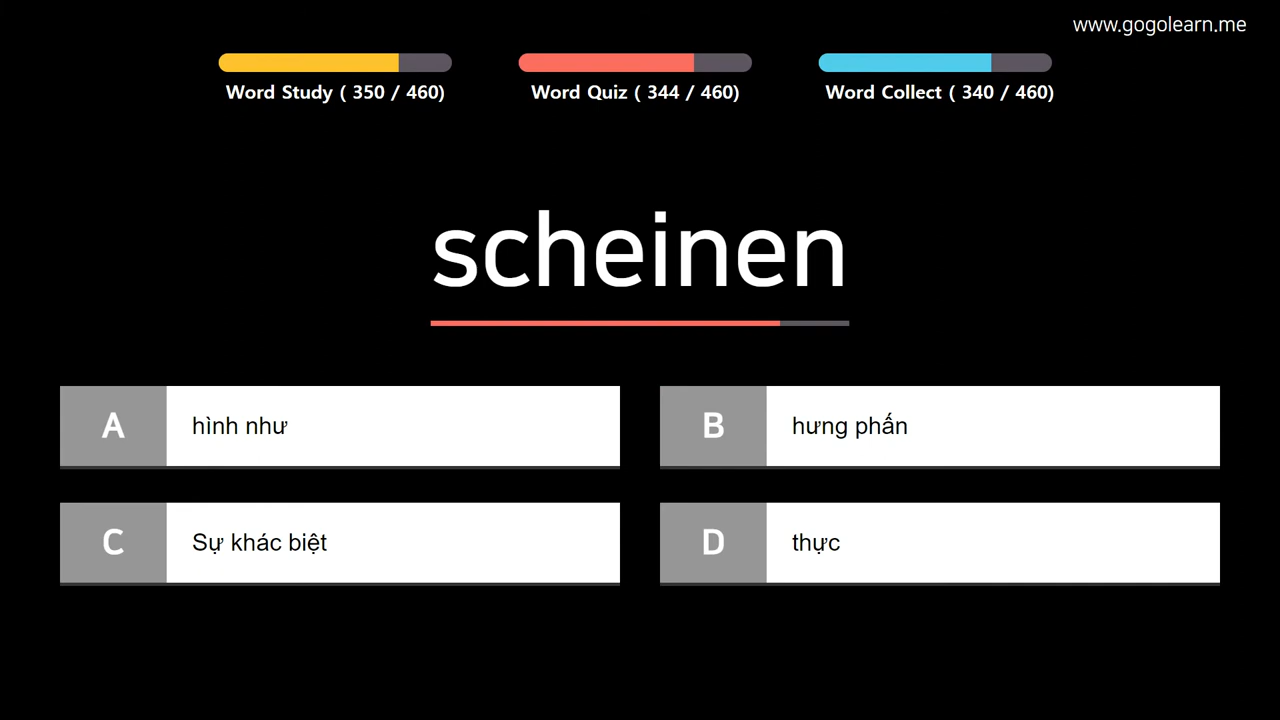 www.gogolearn.me
Word Study ( 350 / 460)
Word Quiz ( 344 / 460)
Word Collect ( 340 / 460)
scheinen
A
hình như
B
hưng phấn
C
Sự khác biệt
D
thực